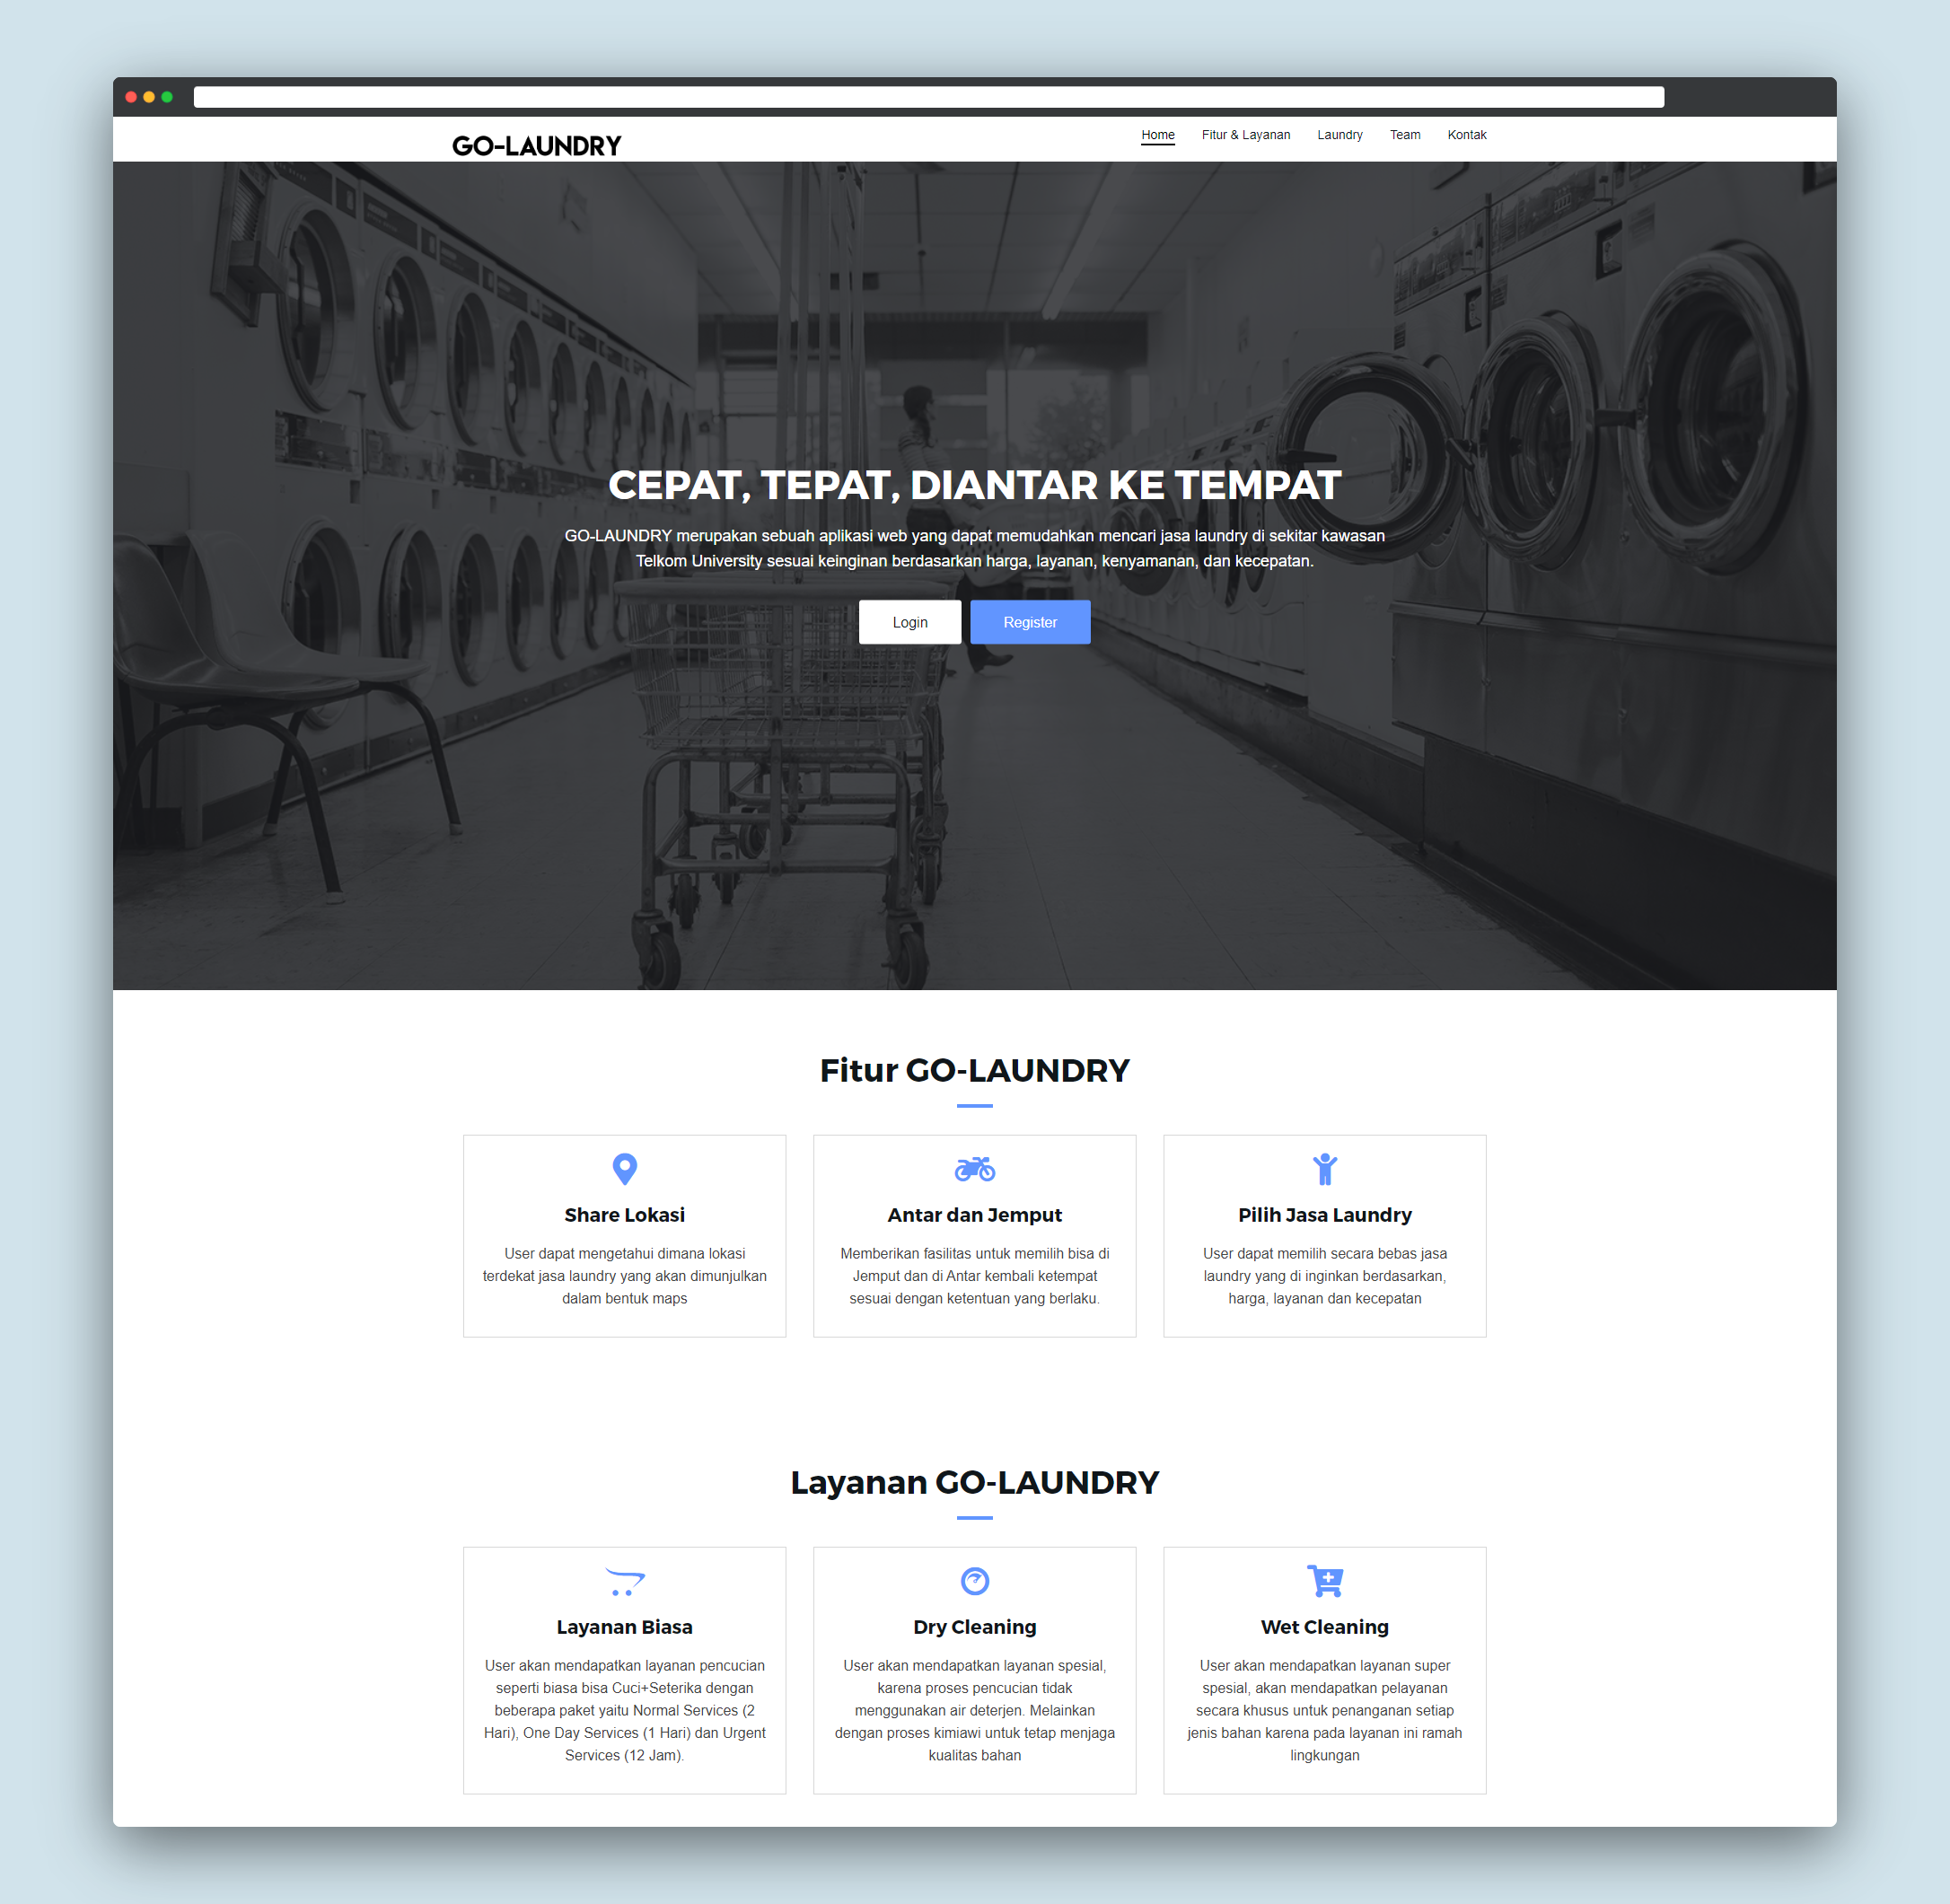 GO-LAUNDRY
Home Fitur & Layanan Laundry Team Kontak
CEPAT, TEPAT, DIANTAR KE TEMPAT
GO-LAUNDRY merupakan sebuah aplikasi web yang dapat memudahkan mencari jasa laundry di sekitar kawasan
Telkom University sesuai keinginan berdasarkan harga, layanan, kenyamanan, dan kecepatan.
Login Register
Fitur GO-LAUNDRY
Share Lokasi
User dapat mengetahui dimana lokasi
terdekat jasa laundry yang akan dimunjulkan
dalam bentuk maps
Antar dan Jemput
Memberikan fasilitas untuk memilih bisa di
Jemput dan di Antar kembali ketempat
sesuai dengan ketentuan yang berlaku.
Pilih Jasa Laundry
User dapat memilih secara bebas jasa
laundry yang di inginkan berdasarkan,
harga, layanan dan kecepatan
Layanan GO-LAUNDRY
Layanan Biasa
User akan mendapatkan layanan pencucian
seperti biasa bisa Cuci+Seterika dengan
beberapa paket yaitu Normal Services (2
Hari), One Day Services (1 Hari) dan Urgent
Services (12 Jam).
Dry Cleaning
User akan mendapatkan layanan spesial,
karena proses pencucian tidak
menggunakan air deterjen. Melainkan
dengan proses kimiawi untuk tetap menjaga
kualitas bahan
Wet Cleaning
User akan mendapatkan layanan super
spesial, akan mendapatkan pelayanan
secara khusus untuk penanganan setiap
jenis bahan karena pada layanan ini ramah
lingkungan